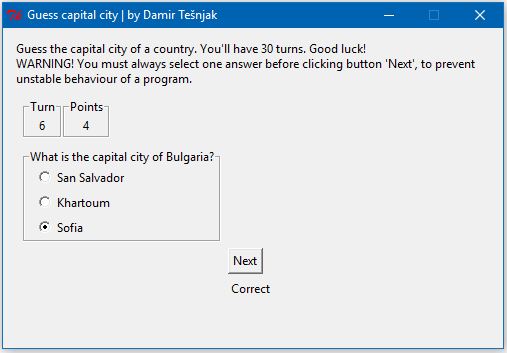 Guess capital city | by Damir Tešnjak
Guess the capital city of a country. You'll have 30 turns. Good luck!
WARNING! You must always select one answer before clicking button 'Next', to prevent
unstable behaviour of a program.
Turn Points
6 4
What is the capital city of Bulgaria?
San Salvador
Khartoum
Sofia
Next
Correct